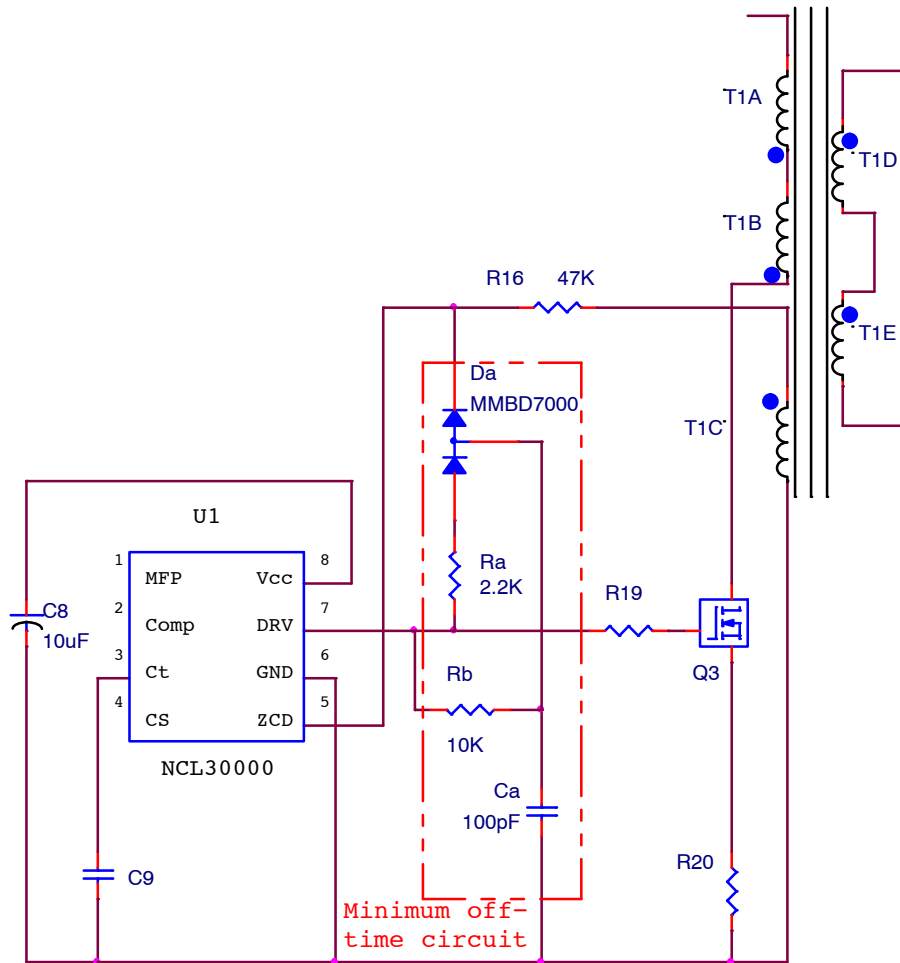 T1A
T1D
T1B
R16 47K
T1E
Da
MMBD7000
T1C
U1
1 MFP Vcc 8
2 Comp DRV 7
3 Ct GND 6
4 CS ZCD 5
NCL30000
C8
10uF
Ra
2.2K
R19
Q3
Rb
10K
Ca
100pF
C9
R20
Minimum off-
time circuit